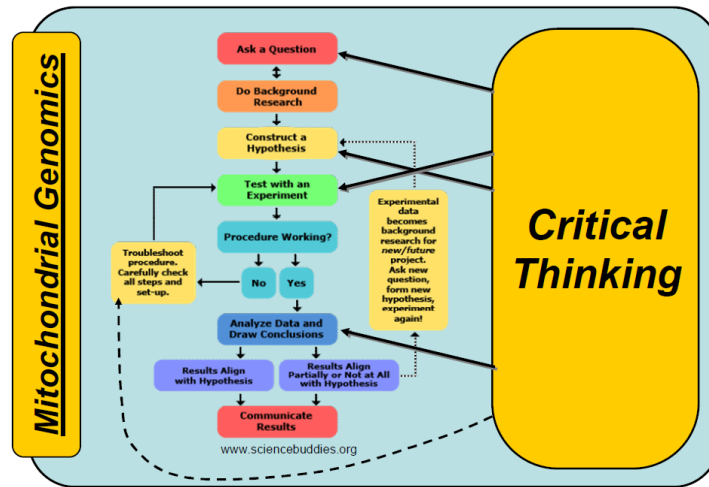 Mitochondrial Genomics
Ask a Question
Do Background
Research
Construct a
Hypothesis
Test with an
Experiment
Procedure Working?
No
Yes
Troubleshoot
procedure.
Carefully check
all steps and
set-up.
Experimental
data
becomes
background
research for
new/future
project.
Ask new
question,
form new
hypothesis,
experiment
again!
Analyze Data and
Draw Conclusions
Results Align
with Hypothesis
Results Align
Partially or Not at All
with Hypothesis
Communicate
Results
www.sciencebuddies.org
Critical
Thinking